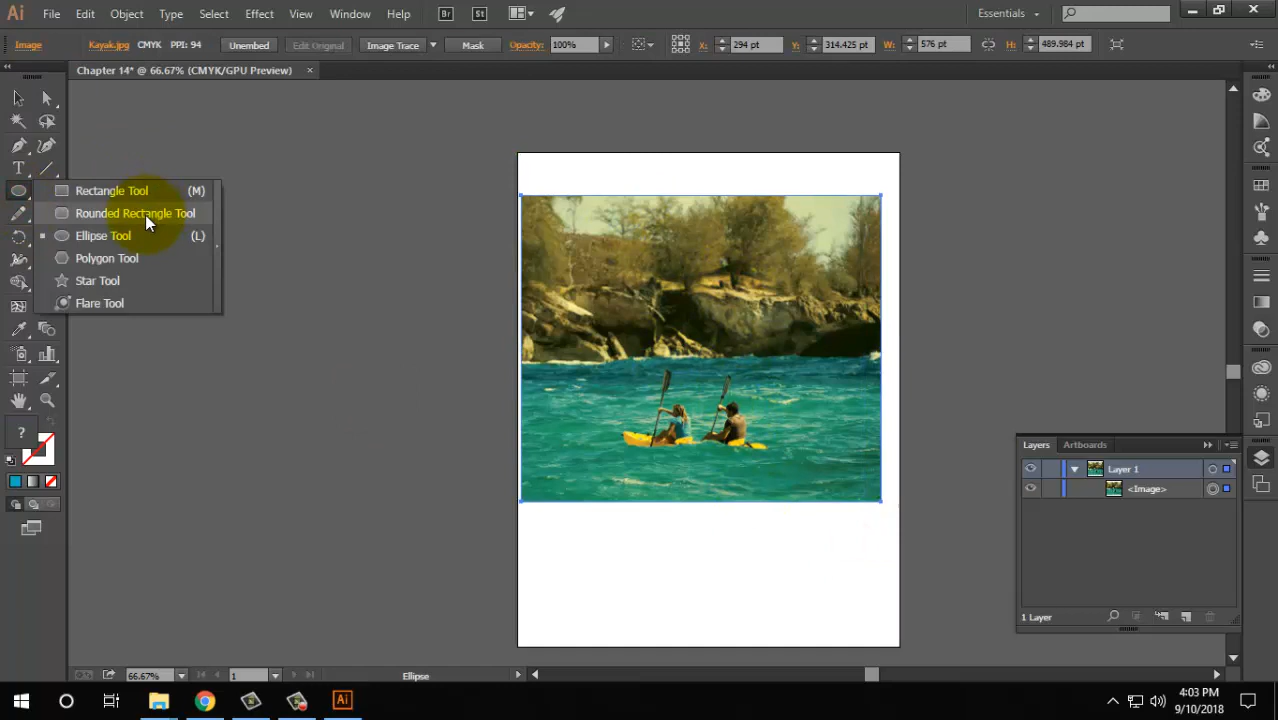 Ai File Edit Object Type Select Effect View Window Help Br St Essentials
Image Kayak.jpg CMYK PPI: 94 Unembed Edit Original Image Trace Mask Opacity: 100% X: 294 pt Y: 314.425 pt W: 576 pt H: 489.984 pt
Chapter 14* @ 66.67% (CMYK/GPU Preview) ×
T
Rectangle Tool (M)
Rounded Rectangle Tool
Ellipse Tool (L)
Polygon Tool
Star Tool
Flare Tool
?
Layers Artboards
Layer 1
<Image>
1 Layer
66.67% 1 Ellipse
Ai
4:03 PM
9/10/2018